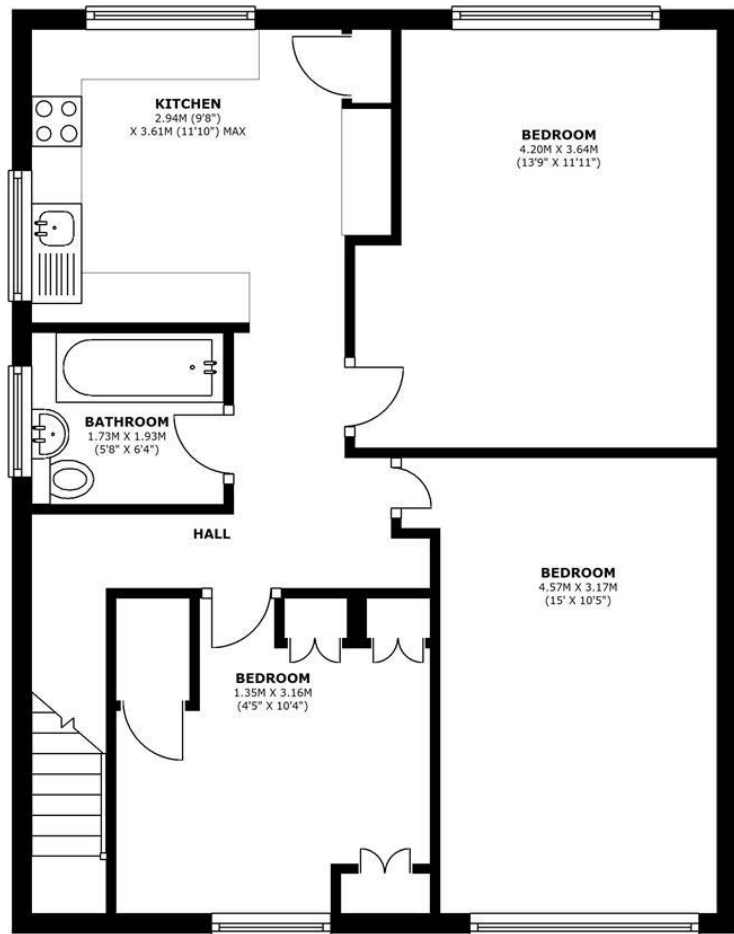 KITCHEN
2.94M (9'8")
X 3.61M (11'10") MAX
BEDROOM
4.20M X 3.64M
(13'9" X 11'11")
BATHROOM
1.73M X 1.93M
(5'8" X 6'4")
HALL
BEDROOM
4.57M X 3.17M
(15' X 10'5")
BEDROOM
1.35M X 3.16M
(4'5" X 10'4")